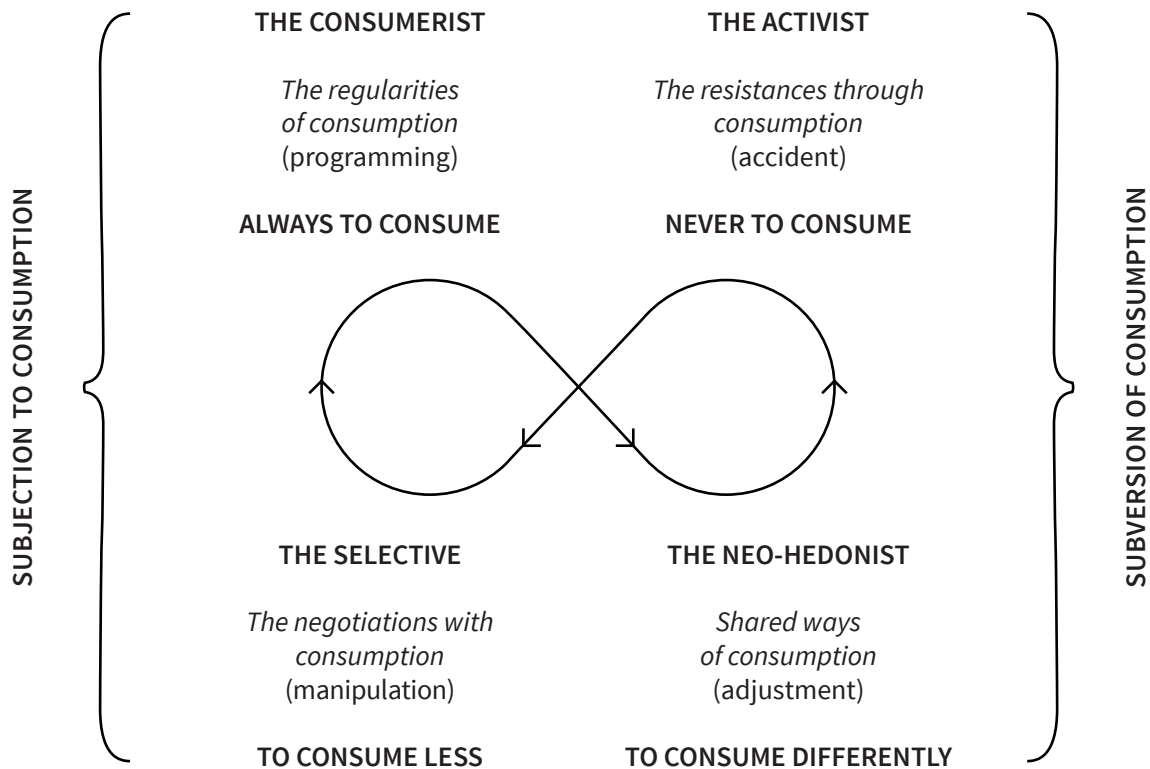 SUBJECTION TO CONSUMPTION
THE CONSUMERIST
The regularities
of consumption
(programming)
ALWAYS TO CONSUME
THE ACTIVIST
The resistances through
consumption
(accident)
NEVER TO CONSUME
THE SELECTIVE
The negotiations with
consumption
(manipulation)
TO CONSUME LESS
THE NEO-HEDONIST
Shared ways
of consumption
(adjustment)
TO CONSUME DIFFERENTLY
SUBVERSION OF CONSUMPTION